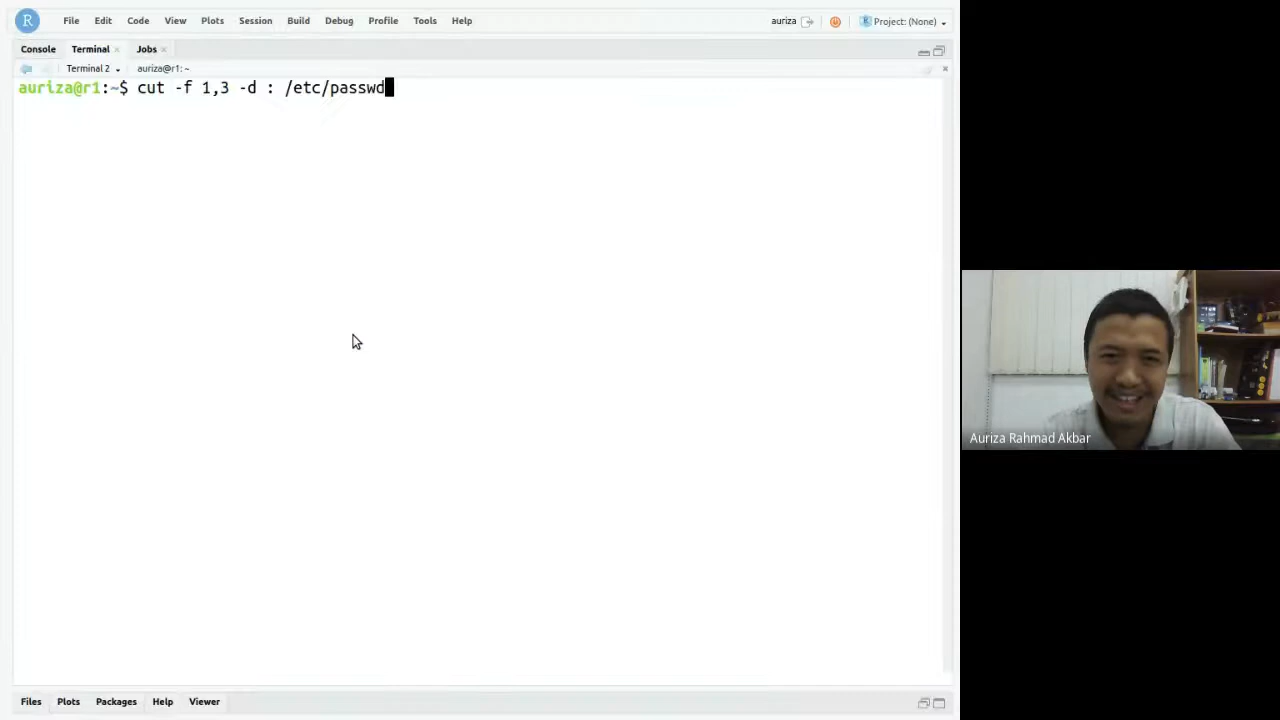 R File Edit Code View Plots Session Build Debug Profile Tools Help auriza R Project: (None)
Console Terminal × Jobs ×
Terminal 2 auriza@r1: ~ ×
auriza@r1:~$ cut -f 1,3 -d : /etc/passwd
Auriza Rahmad Akbar
Files Plots Packages Help Viewer